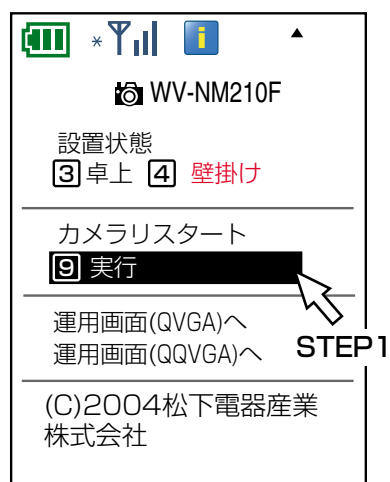 WV-NM210F
設置状態
3 卓上 4 壁掛け
カメラリスタート
9 実行
STEP1
運用画面(QVGA)へ
運用画面(QQVGA)へ
(C)2004松下電器産業
株式会社